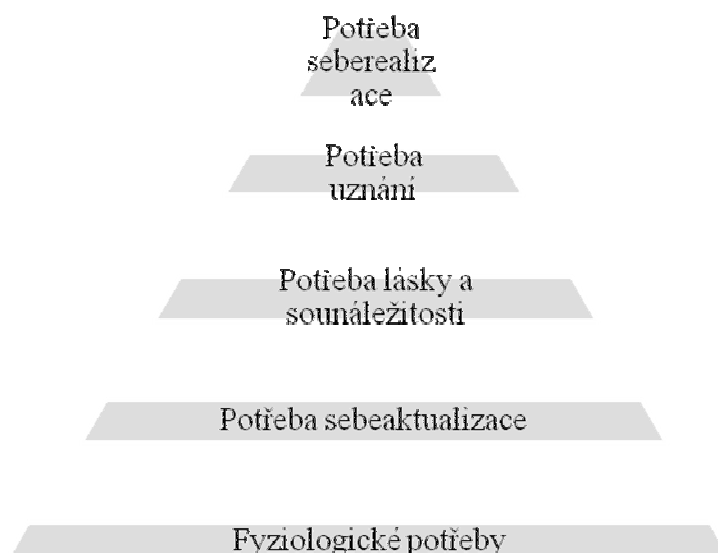 Potřeba
seberealiz
ace
Potřeba
uznání
Potřeba lásky a
sounáležitosti
Potřeba sebeaktualizace
Fyziologické potřeby